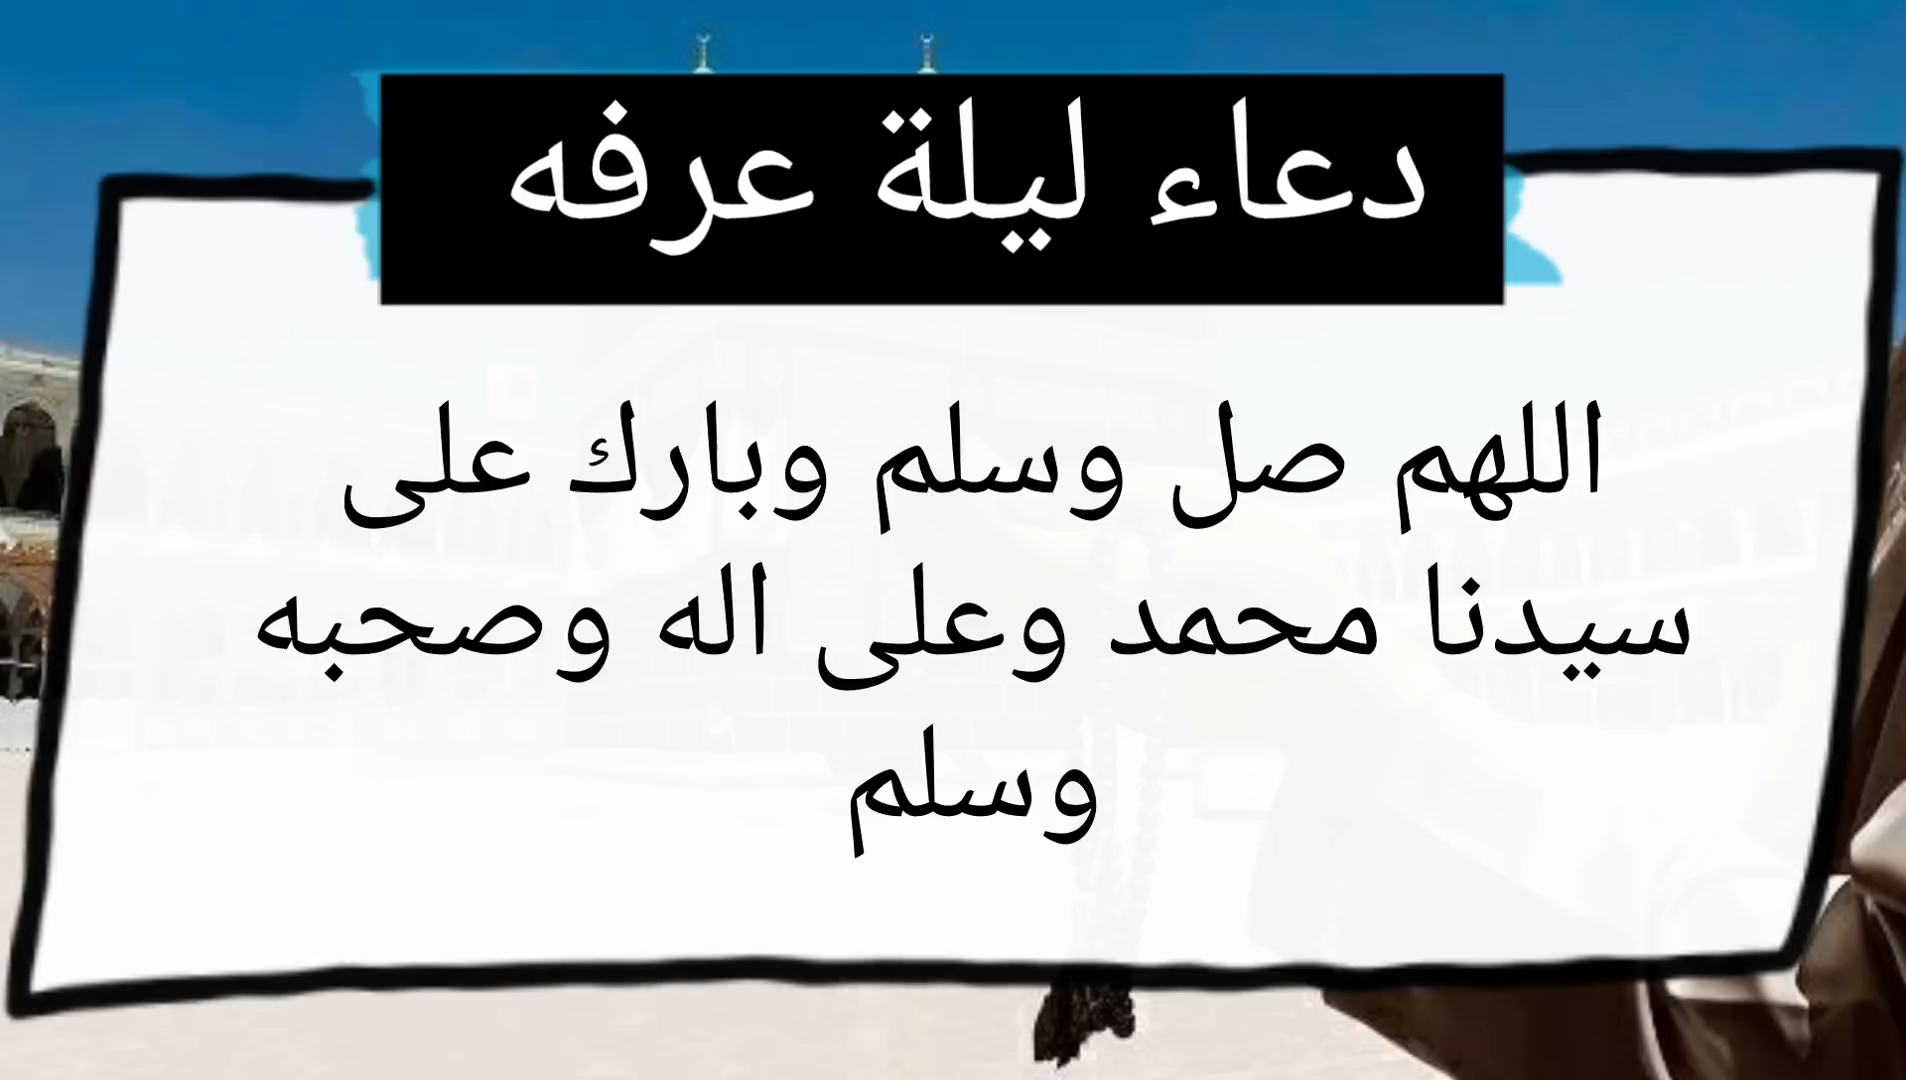 دعاء ليلة عرفه
اللهم صل وسلم وبارك على
سيدنا محمد وعلى اله وصحبه
وسلم